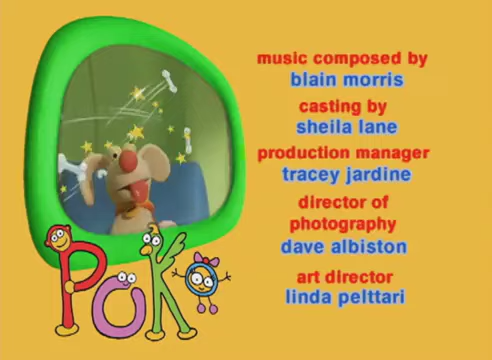 music composed by
blain morris
casting by
sheila lane
production manager
tracey jardine
director of
photography
dave albiston
art director
linda pelttari
Poko